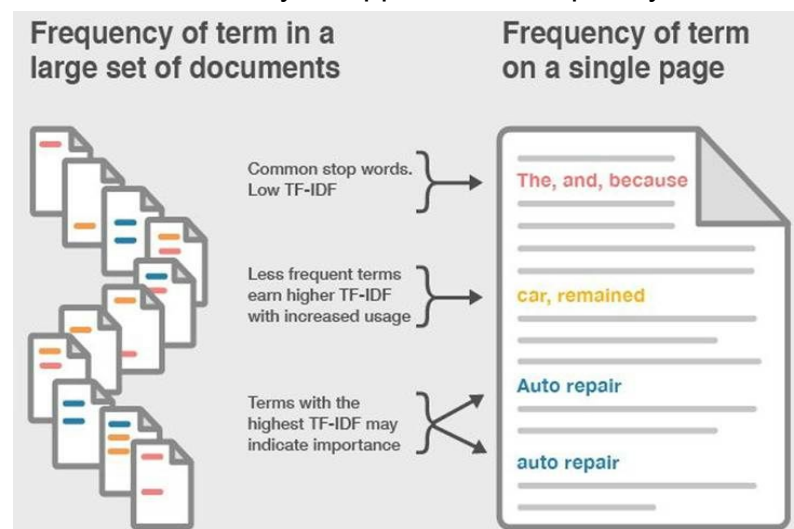 Frequency of term in a
large set of documents
Frequency of term
on a single page
Common stop words.
Low TF-IDF
The, and, because
Less frequent terms
earn higher TF-IDF
with increased usage
car, remained
Terms with the
highest TF-IDF may
indicate importance
Auto repair
auto repair